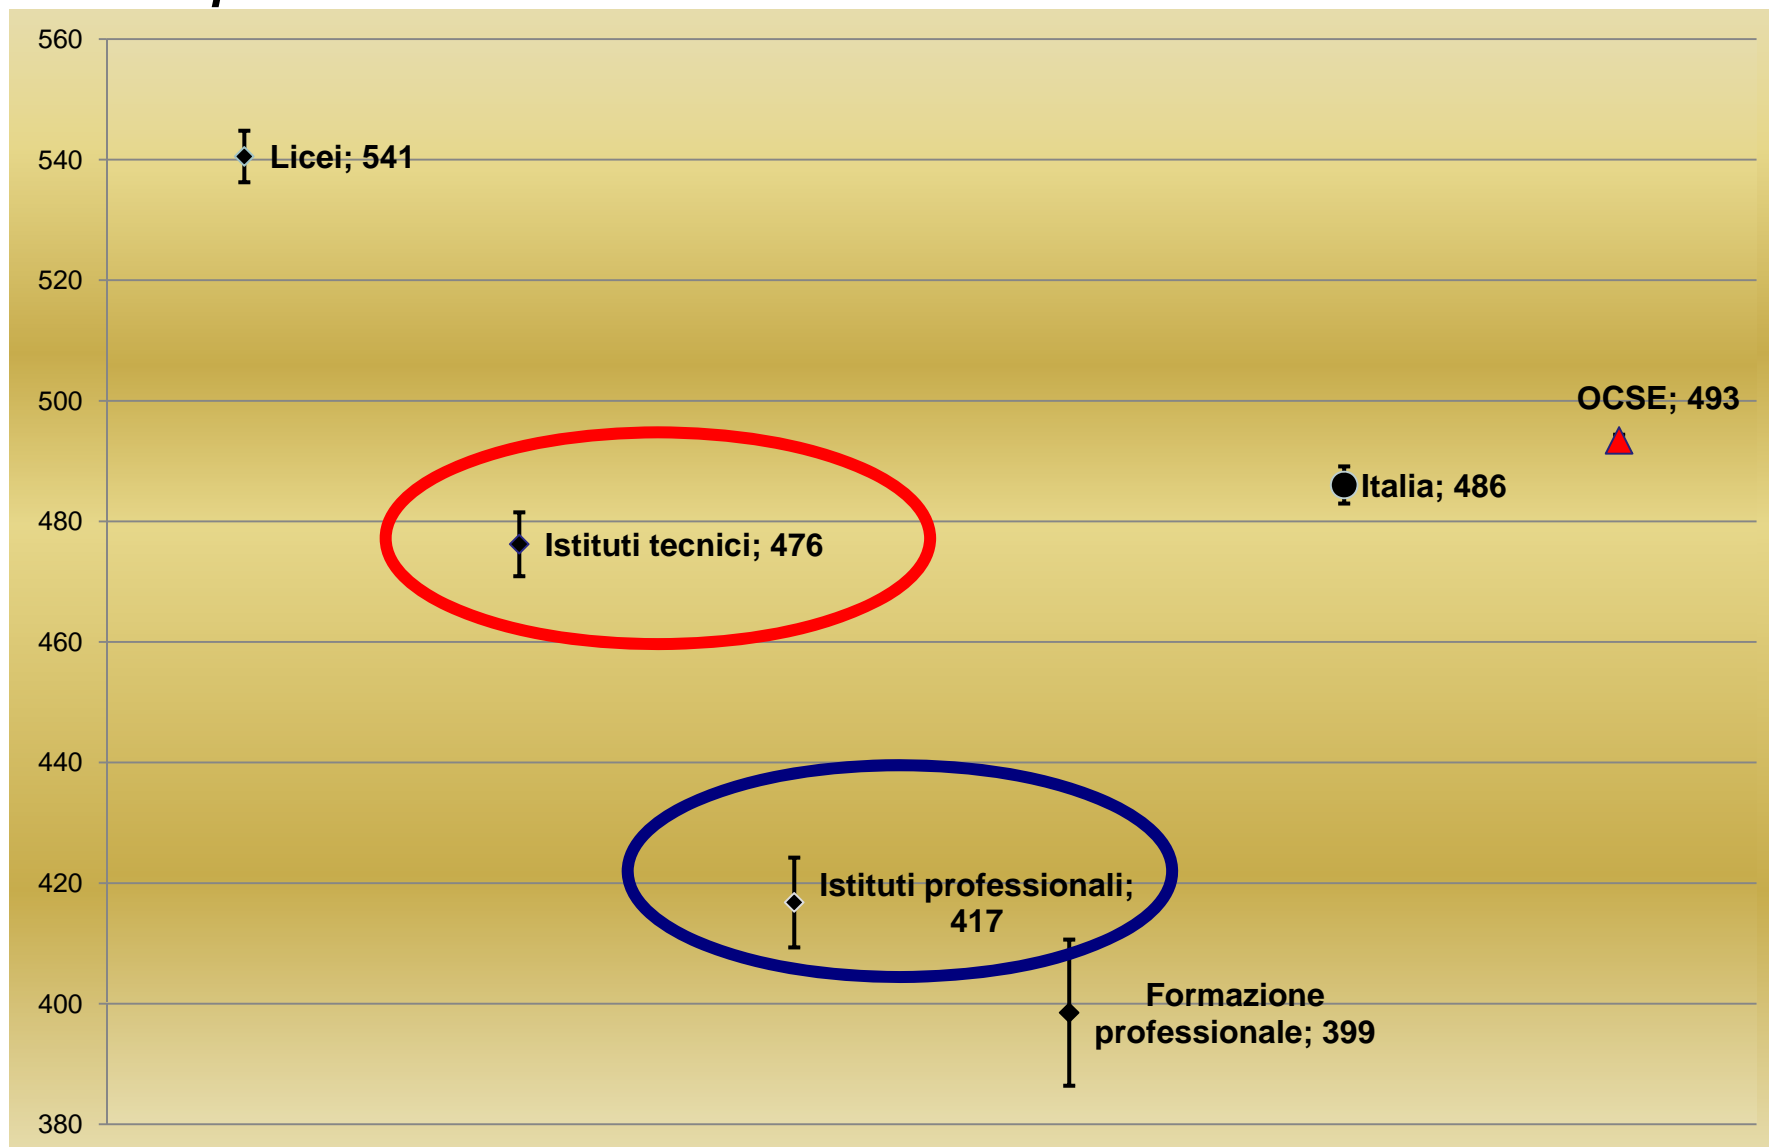 560
540
520
500
480
460
440
420
400
380
Licei; 541
OCSE; 493
Italia; 486
Istituti tecnici; 476
Istituti professionali;
417
Formazione
professionale; 399